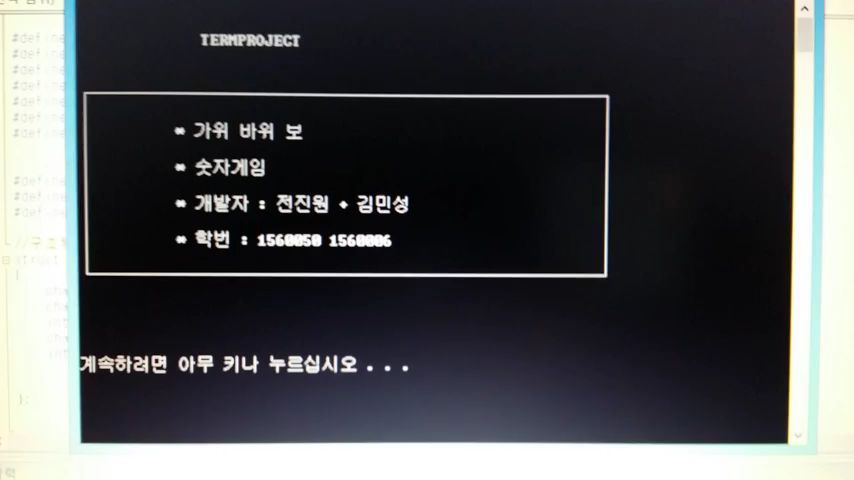 TERMPROJECT
* 가위 바위 보
* 숫자게임
* 개발자 : 전진원 + 김민성
* 학번 : 1560050 1560006
계속하려면 아무 키나 누르십시오 . . .